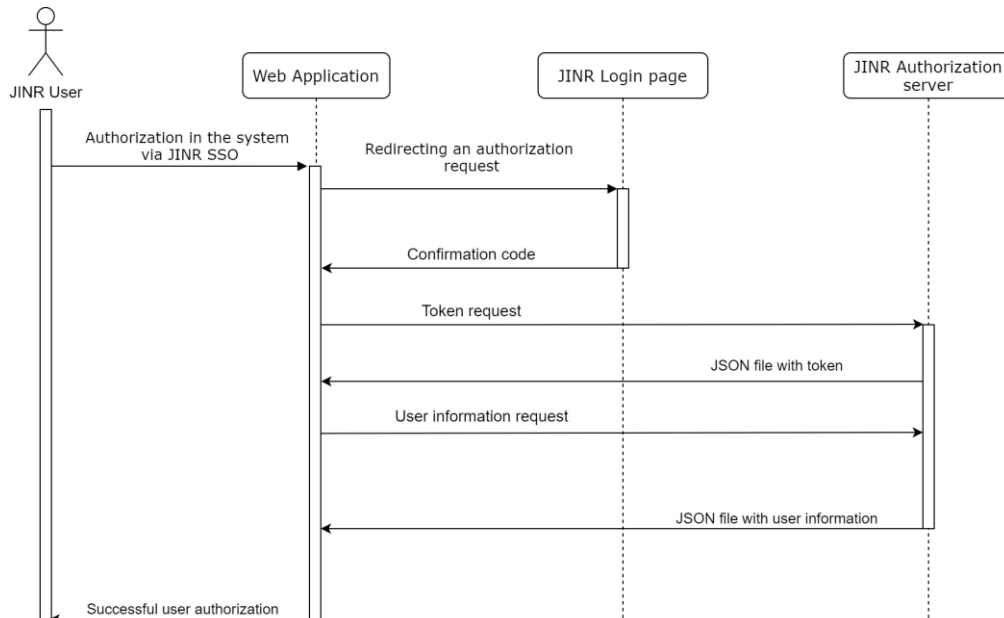 JINR User
Web Application
JINR Login page
JINR Authorization
server
Authorization in the system
via JINR SSO
Redirecting an authorization
request
Confirmation code
Token request
JSON file with token
User information request
JSON file with user information
Successful user authorization